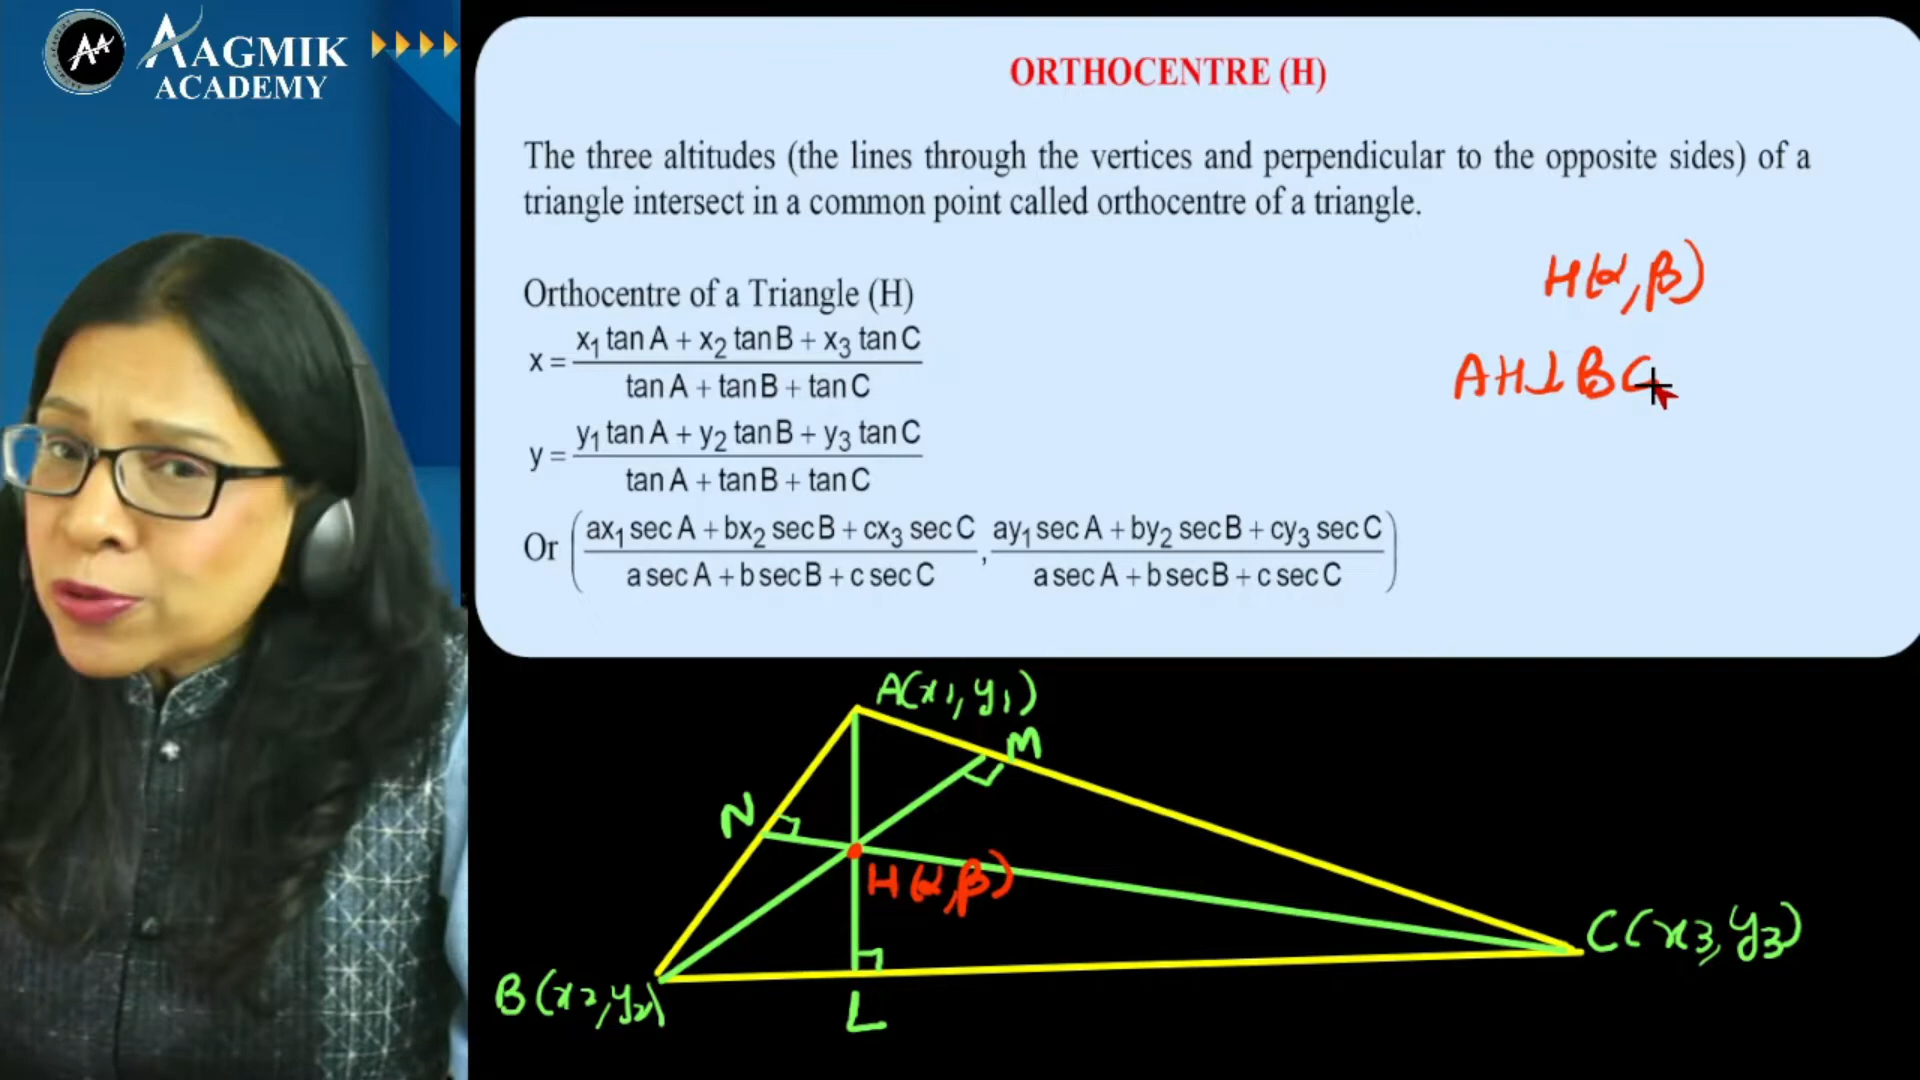 AAGMIK
ACADEMY
ORTHOCENTRE (H)
The three altitudes (the lines through the vertices and perpendicular to the opposite sides) of a
triangle intersect in a common point called orthocentre of a triangle.
H(α,β)
Orthocentre of a Triangle (H)
x = (x₁ tan A + x₂ tan B + x₃ tan C) / (tan A + tan B + tan C)
AH⊥BC
y = (y₁ tan A + y₂ tan B + y₃ tan C) / (tan A + tan B + tan C)
Or ( (ax₁ sec A + bx₂ sec B + cx₃ sec C) / (a sec A + b sec B + c sec C) , (ay₁ sec A + by₂ sec B + cy₃ sec C) / (a sec A + b sec B + c sec C) )
A(x1, y1)
M
N
H(α,β)
C(x3, y3)
B(x2, y2)
L